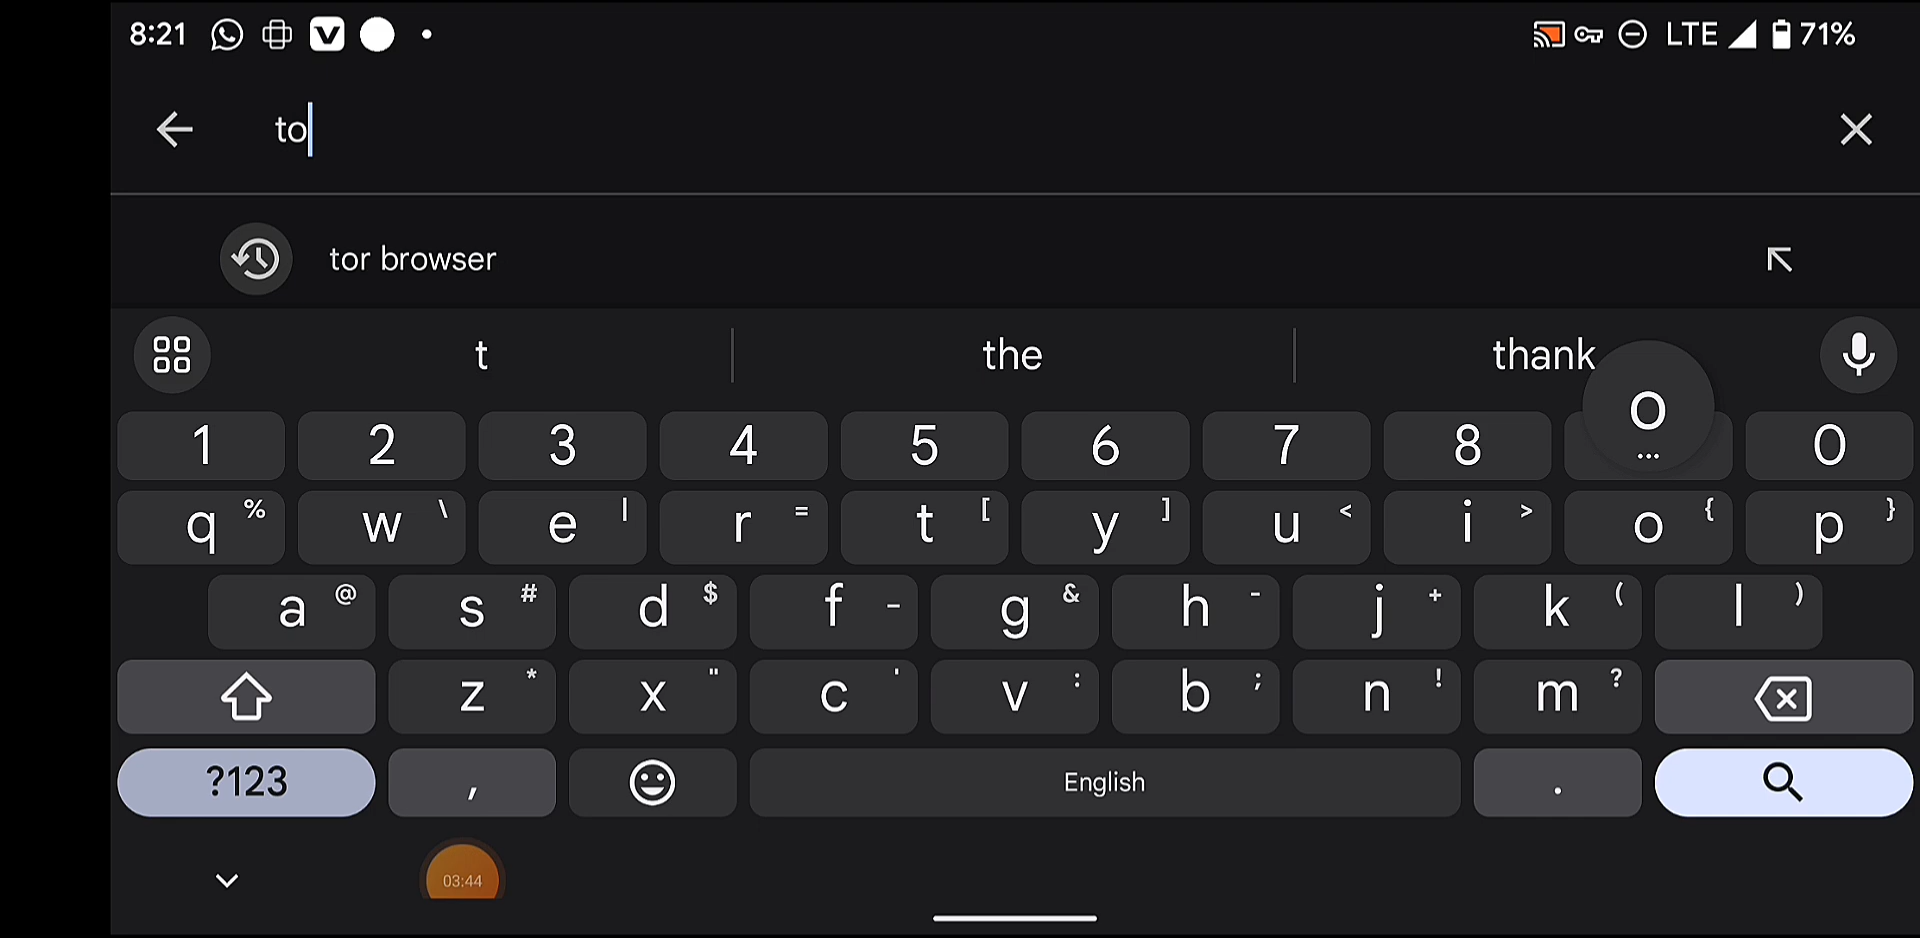 8:21 LTE 71%
to
tor browser
t the thank
o
1 2 3 4 5 6 7 8 ... 0
q % w \ e | r = t [ y ] u < i > o { p }
a @ s # d $ f _ g & h - j + k ( l )
z * x " c ' v : b ; n ! m ?
?123 , English .
03:44